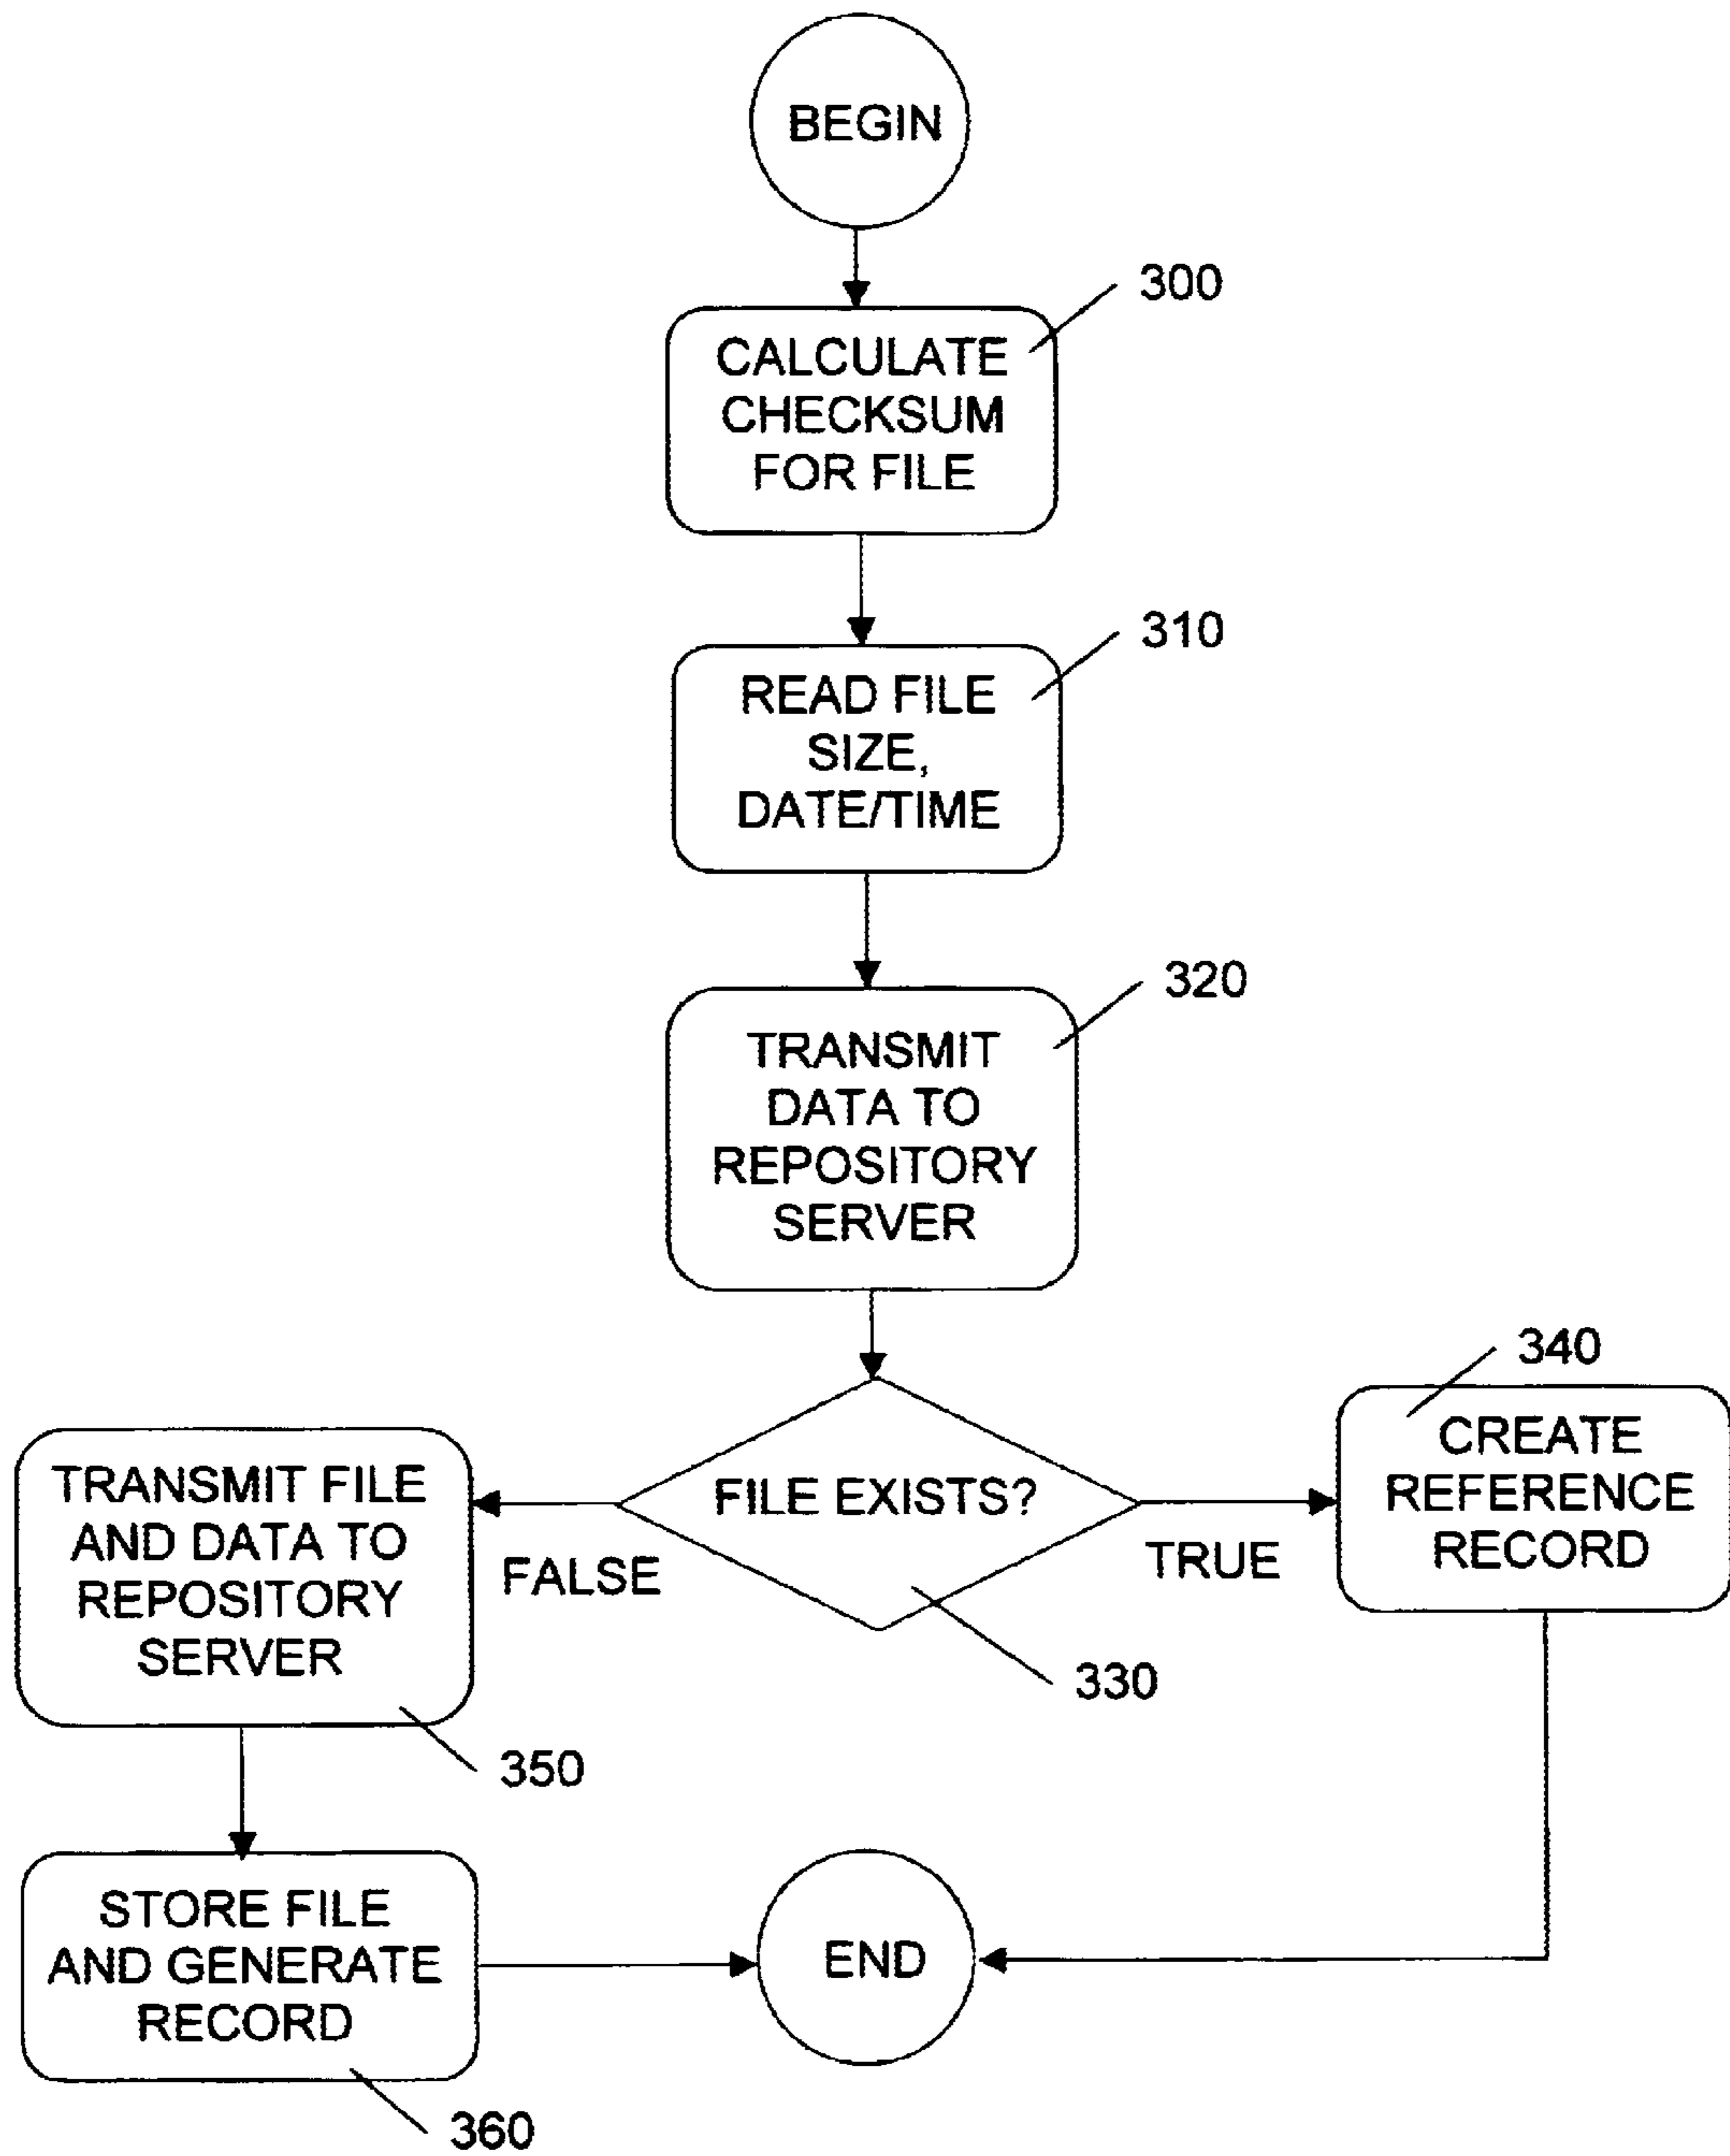 BEGIN
300
CALCULATE
CHECKSUM
FOR FILE
310
READ FILE
SIZE,
DATE/TIME
320
TRANSMIT
DATA TO
REPOSITORY
SERVER
340
CREATE
REFERENCE
RECORD
FILE EXISTS?
TRUE
FALSE
330
TRANSMIT FILE
AND DATA TO
REPOSITORY
SERVER
350
STORE FILE
AND GENERATE
RECORD
360
END